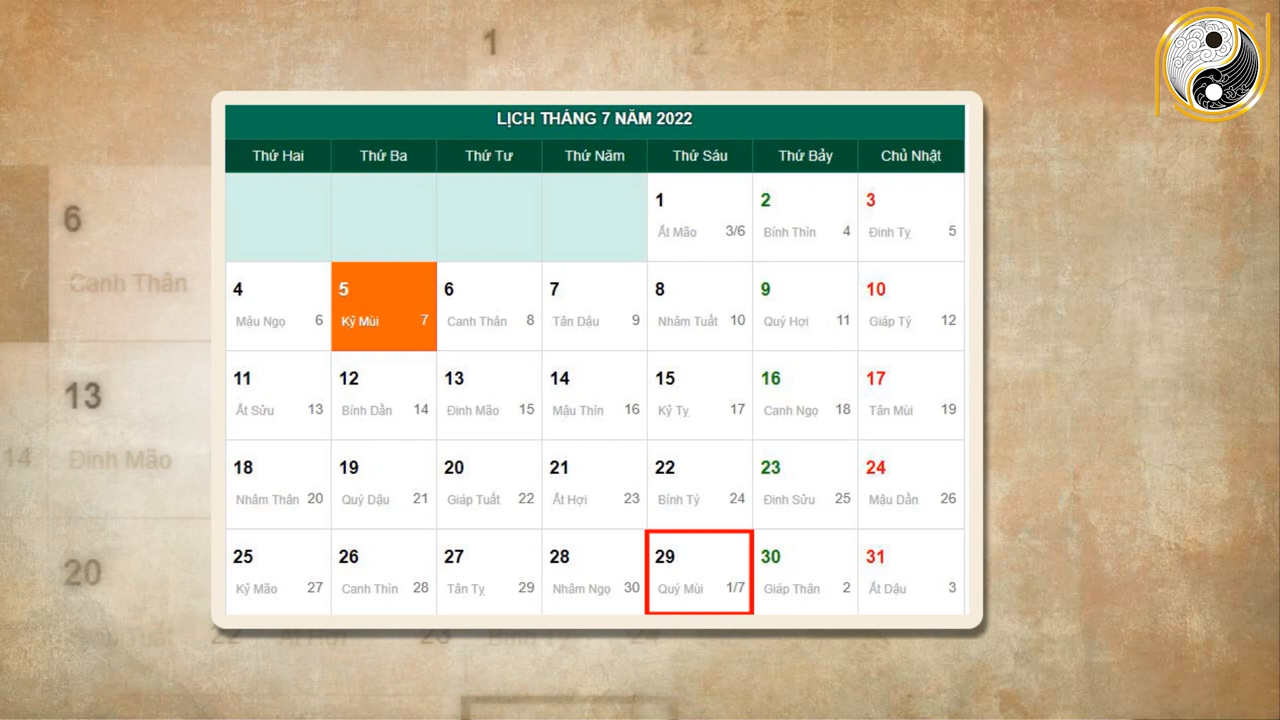 1 2
LỊCH THÁNG 7 NĂM 2022
Thứ Hai Thứ Ba Thứ Tư Thứ Năm Thứ Sáu Thứ Bảy Chủ Nhật
1 2 3
Ất Mão 3/6 Bính Thìn 4 Đinh Tỵ 5
6
4 5 6 7 8 9 10
7 Canh Thân
Mậu Ngọ 6 Kỷ Mùi 7 Canh Thân 8 Tân Dậu 9 Nhâm Tuất 10 Quý Hợi 11 Giáp Tý 12
13
11 12 13 14 15 16 17
Ất Sửu 13 Bính Dần 14 Đinh Mão 15 Mậu Thìn 16 Kỷ Tỵ 17 Canh Ngọ 18 Tân Mùi 19
14 Đinh Mão
18 19 20 21 22 23 24
Nhâm Thân 20 Quý Dậu 21 Giáp Tuất 22 Ất Hợi 23 Bính Tý 24 Đinh Sửu 25 Mậu Dần 26
20
25 26 27 28 29 30 31
Kỷ Mão 27 Canh Thìn 28 Tân Tỵ 29 Nhâm Ngọ 30 Quý Mùi 1/7 Giáp Thân 2 Ất Dậu 3